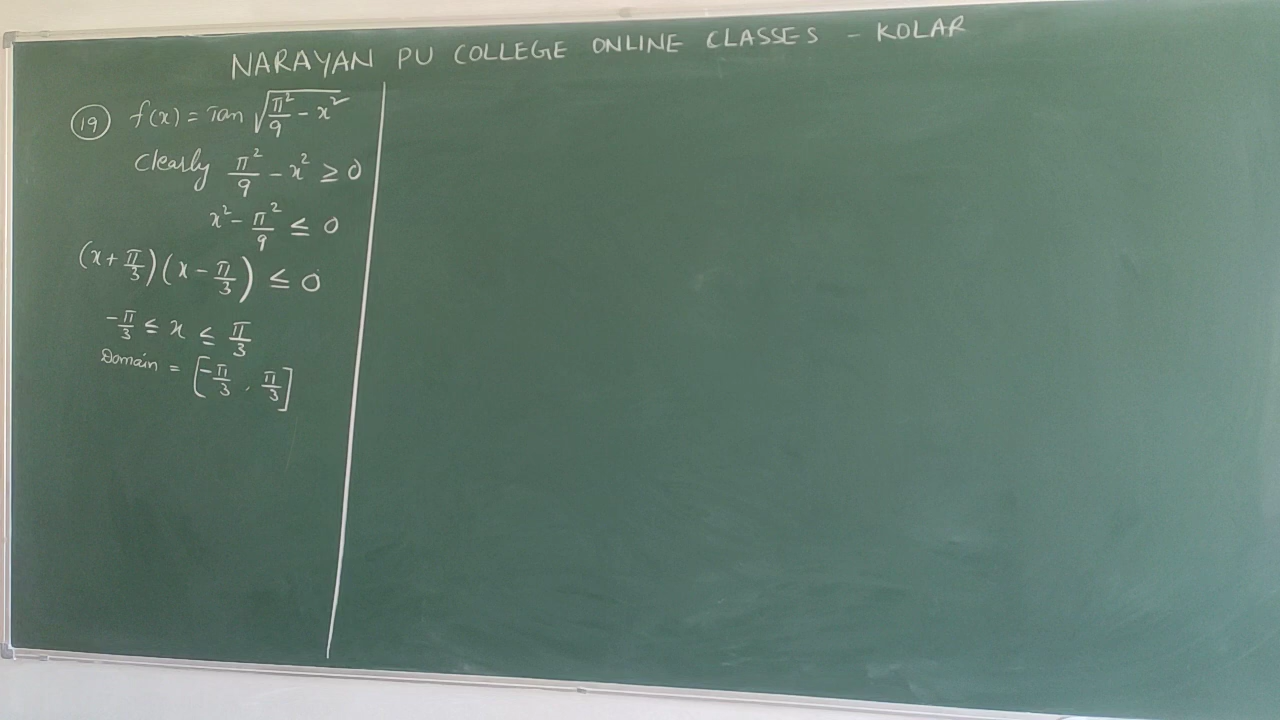 NARAYAN PU COLLEGE ONLINE CLASSES - KOLAR
(19) f(x) = Tan √(π²/9 - x²)
Clearly π²/9 - x² ≥ 0
x² - π²/9 ≤ 0
(x + π/3)(x - π/3) ≤ 0
-π/3 ≤ x ≤ π/3
Domain = [-π/3, π/3]